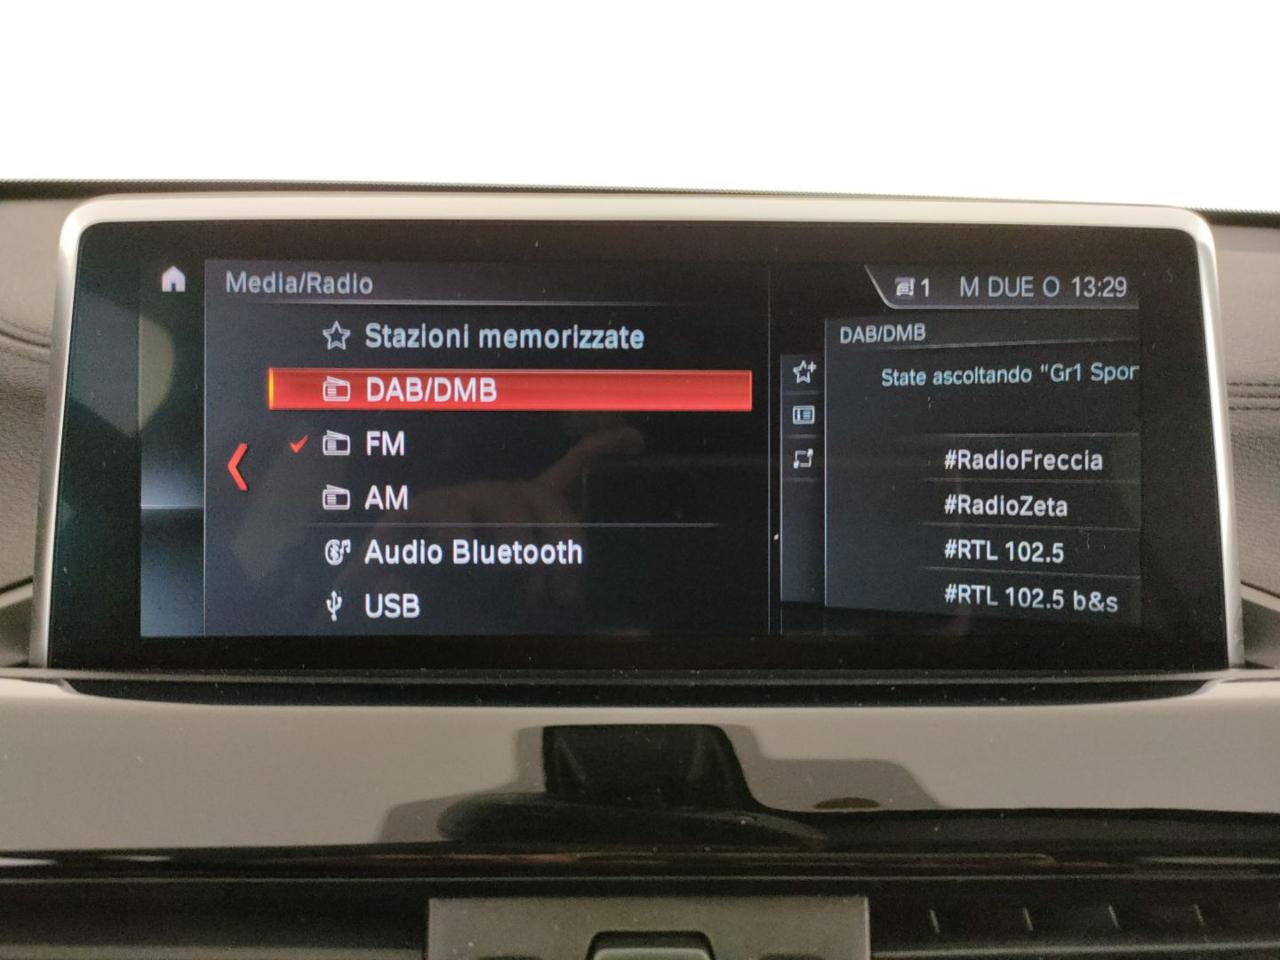 Media/Radio
1 M DUE O 13:29
Stazioni memorizzate
DAB/DMB
FM
AM
Audio Bluetooth
USB
DAB/DMB
State ascoltando "Gr1 Spor
#RadioFreccia
#RadioZeta
#RTL 102.5
#RTL 102.5 b&s